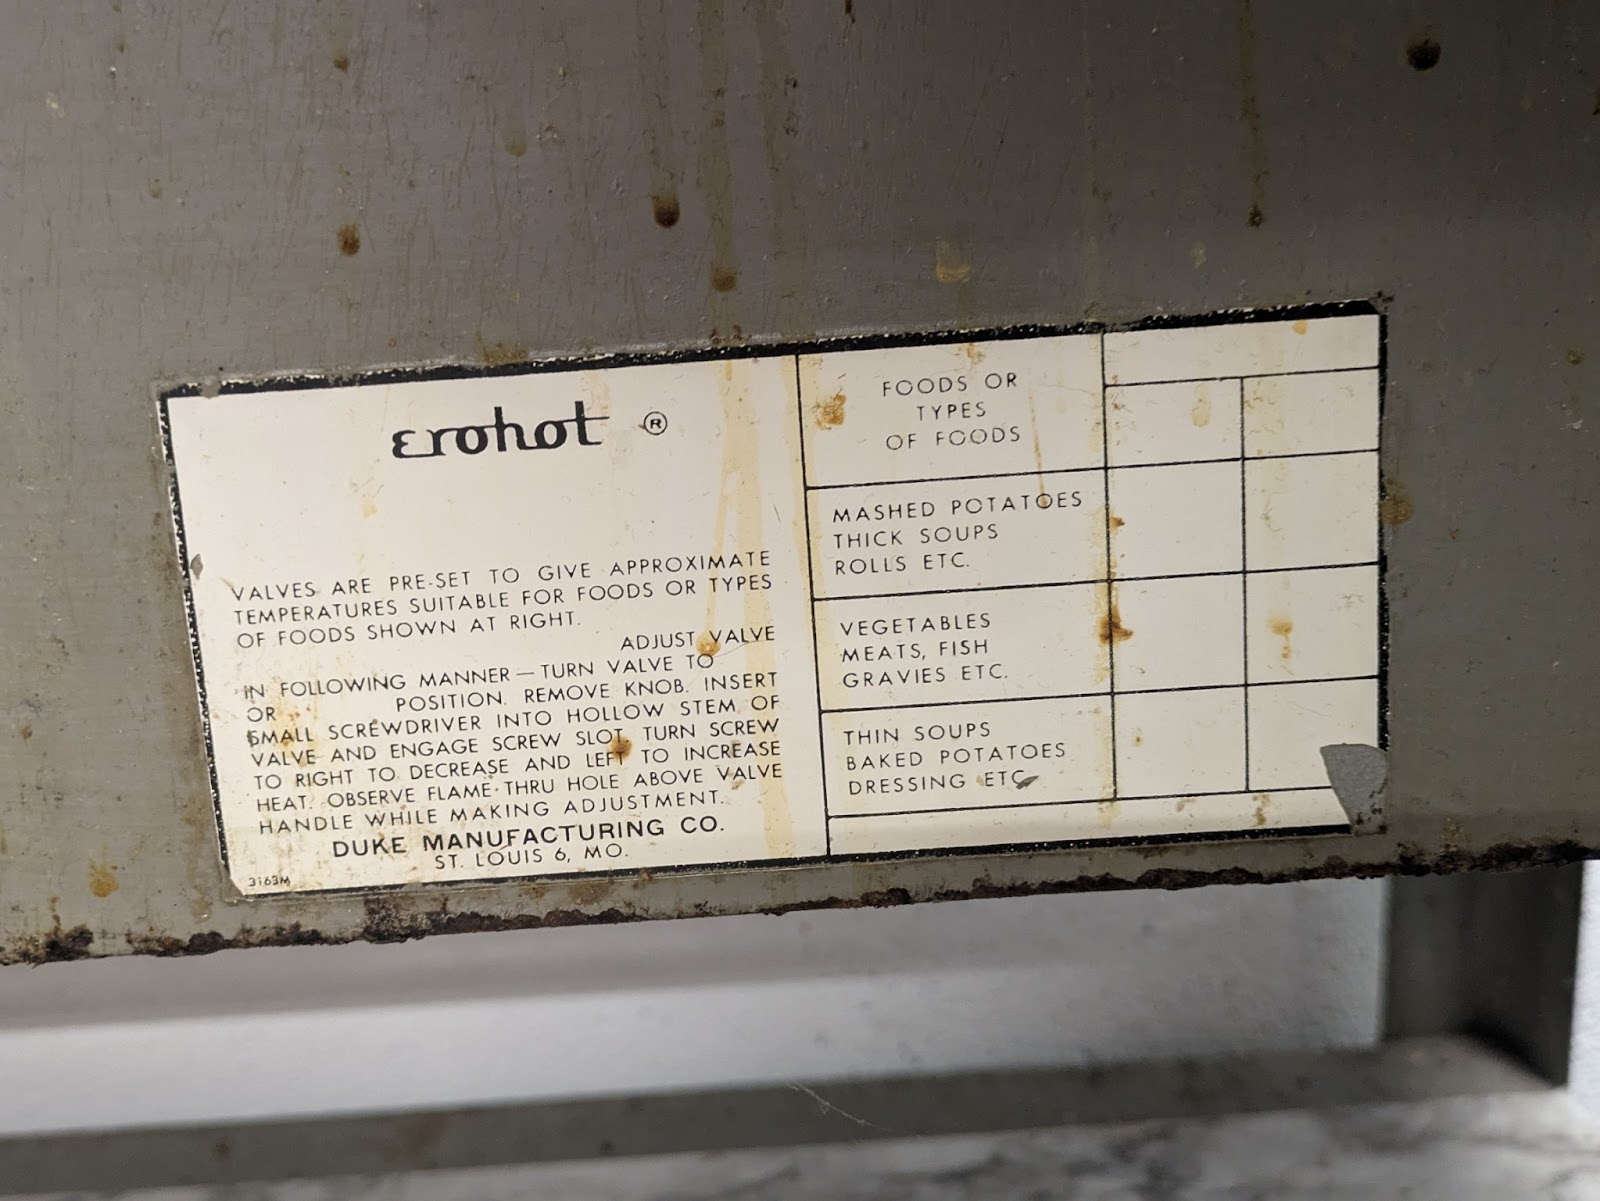 erohot ®
VALVES ARE PRE-SET TO GIVE APPROXIMATE
TEMPERATURES SUITABLE FOR FOODS OR TYPES
OF FOODS SHOWN AT RIGHT.
ADJUST VALVE
IN FOLLOWING MANNER — TURN VALVE TO
OR POSITION. REMOVE KNOB. INSERT
SMALL SCREWDRIVER INTO HOLLOW STEM OF
VALVE AND ENGAGE SCREW SLOT. TURN SCREW
TO RIGHT TO DECREASE AND LEFT TO INCREASE
HEAT. OBSERVE FLAME·THRU HOLE ABOVE VALVE
HANDLE WHILE MAKING ADJUSTMENT.
DUKE MANUFACTURING CO.
ST. LOUIS 6, MO.
3163M
FOODS OR
TYPES
OF FOODS
MASHED POTATOES
THICK SOUPS
ROLLS ETC.
VEGETABLES
MEATS, FISH
GRAVIES ETC.
THIN SOUPS
BAKED POTATOES
DRESSING ETC.